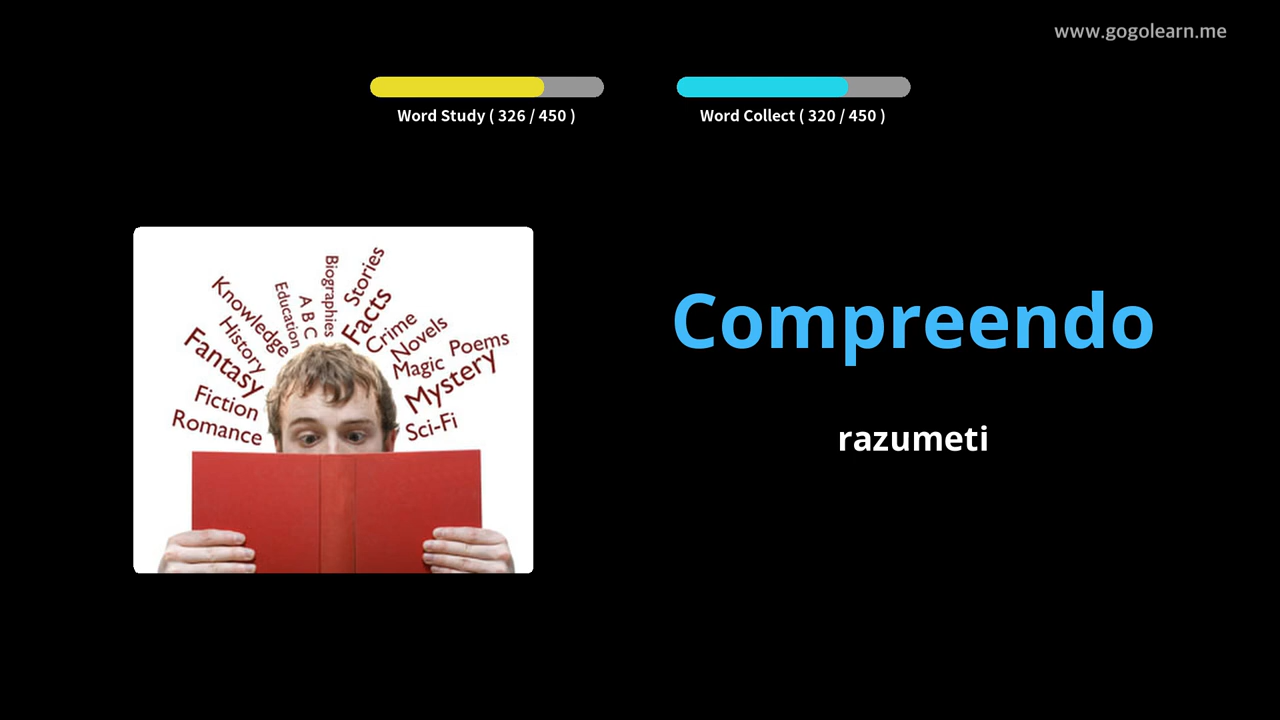 www.gogolearn.me
Word Study ( 326 / 450 )
Word Collect ( 320 / 450 )
Compreendo
razumeti
Knowledge
Education
A B C
Biographies
Stories
Facts
History
Crime
Novels
Fantasy
Magic
Poems
Mystery
Fiction
Romance
Sci-Fi